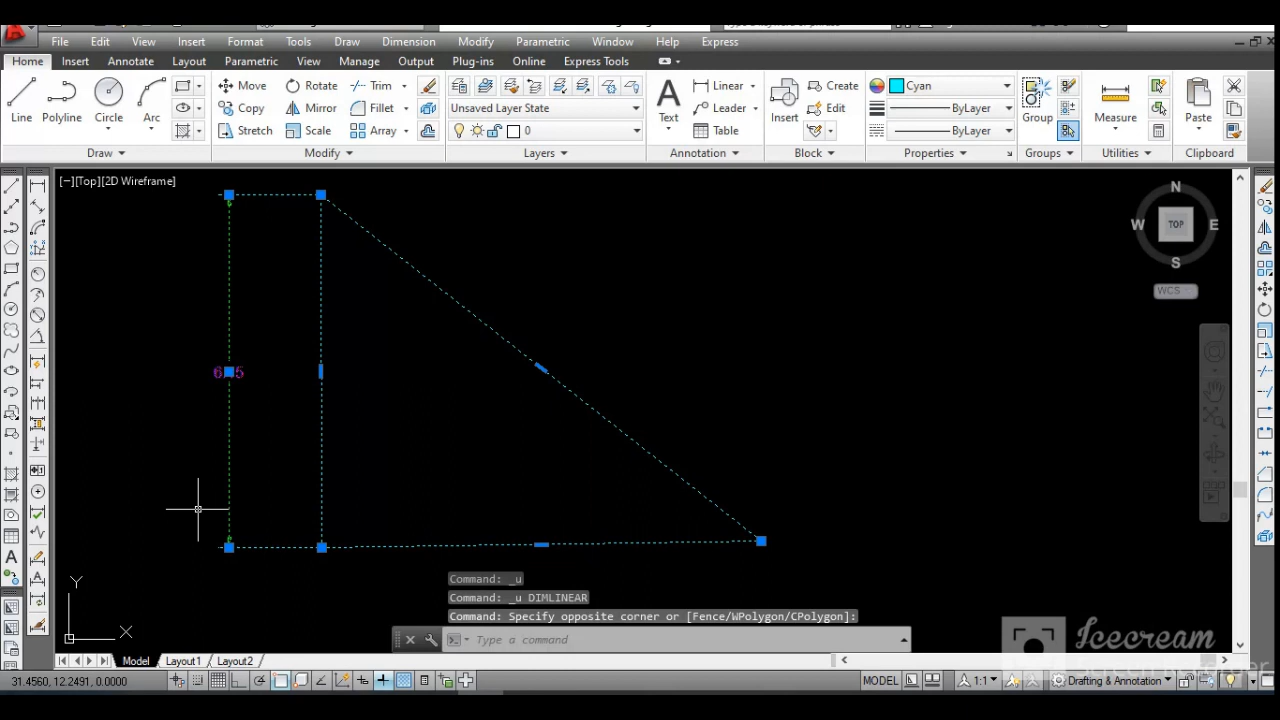 File Edit View Insert Format Tools Draw Dimension Modify Parametric Window Help Express
Home Insert Annotate Layout Parametric View Manage Output Plug-ins Online Express Tools
Line Polyline Circle Arc
Move Rotate Trim
Copy Mirror Fillet
Stretch Scale Array
Unsaved Layer State
0
Text
Linear
Leader
Table
Insert
Create
Edit
Cyan
ByLayer
ByLayer
Group
Measure
Paste
Draw Modify Layers Annotation Block Properties Groups Utilities Clipboard
[−][Top][2D Wireframe]
N
W TOP E
S
WCS
Y
X
Command: _u
Command: _u DIMLINEAR
Command: Specify opposite corner or [Fence/WPolygon/CPolygon]:
Type a command
Icecream
Screen Recorder
Model Layout1 Layout2
31.4560, 12.2491, 0.0000
MODEL 1:1 Drafting & Annotation